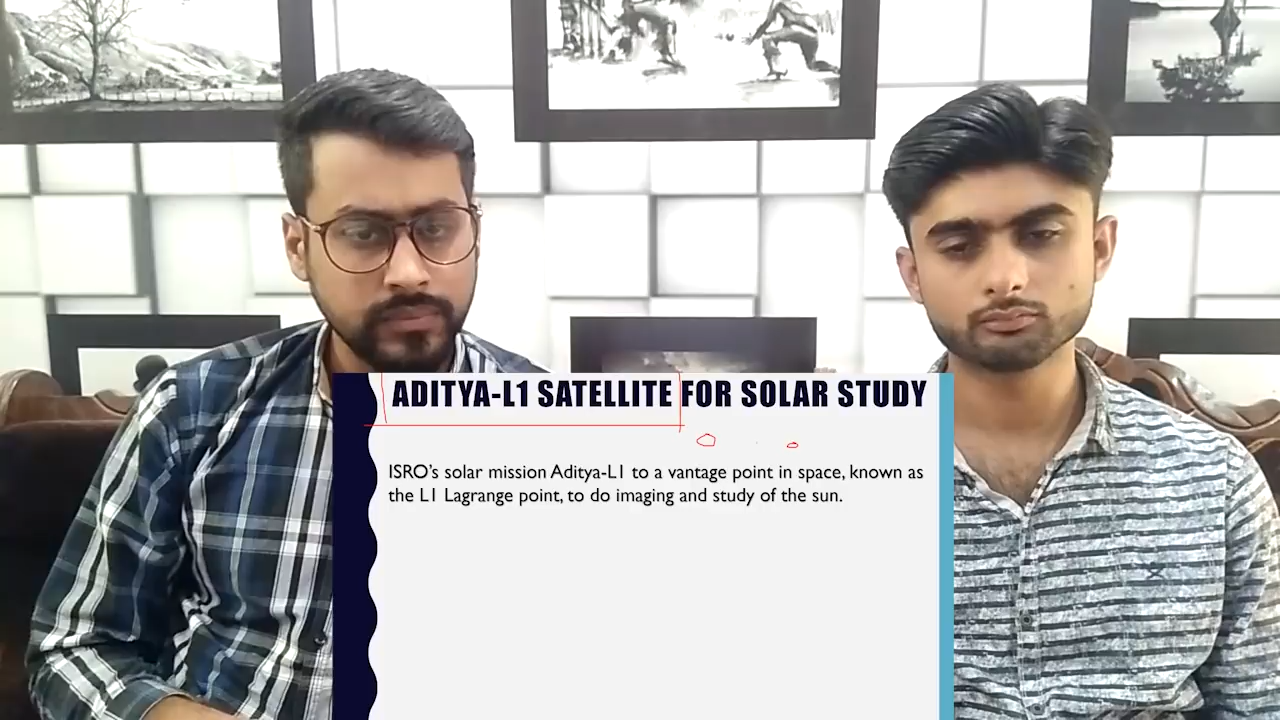 ADITYA-L1 SATELLITE FOR SOLAR STUDY
ISRO's solar mission Aditya-L1 to a vantage point in space, known as
the L1 Lagrange point, to do imaging and study of the sun.